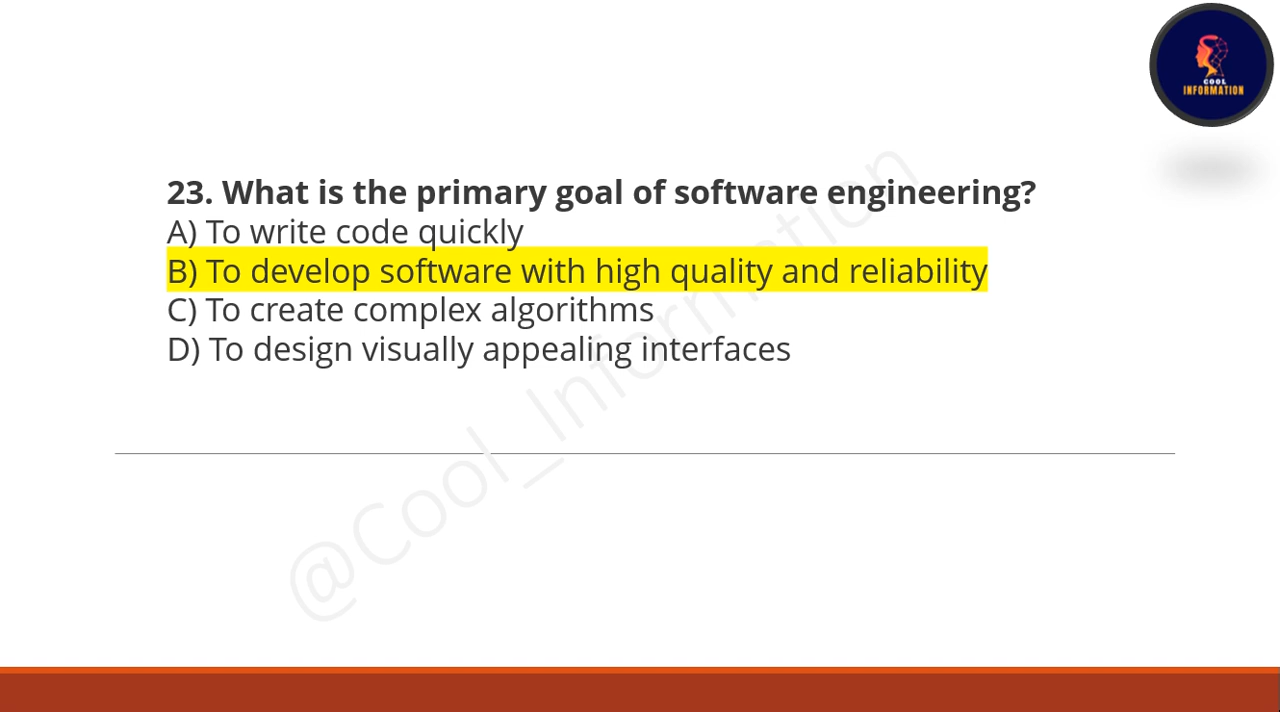 COOL
INFORMATION
23. What is the primary goal of software engineering?
A) To write code quickly
B) To develop software with high quality and reliability
C) To create complex algorithms
D) To design visually appealing interfaces
@Cool_Information